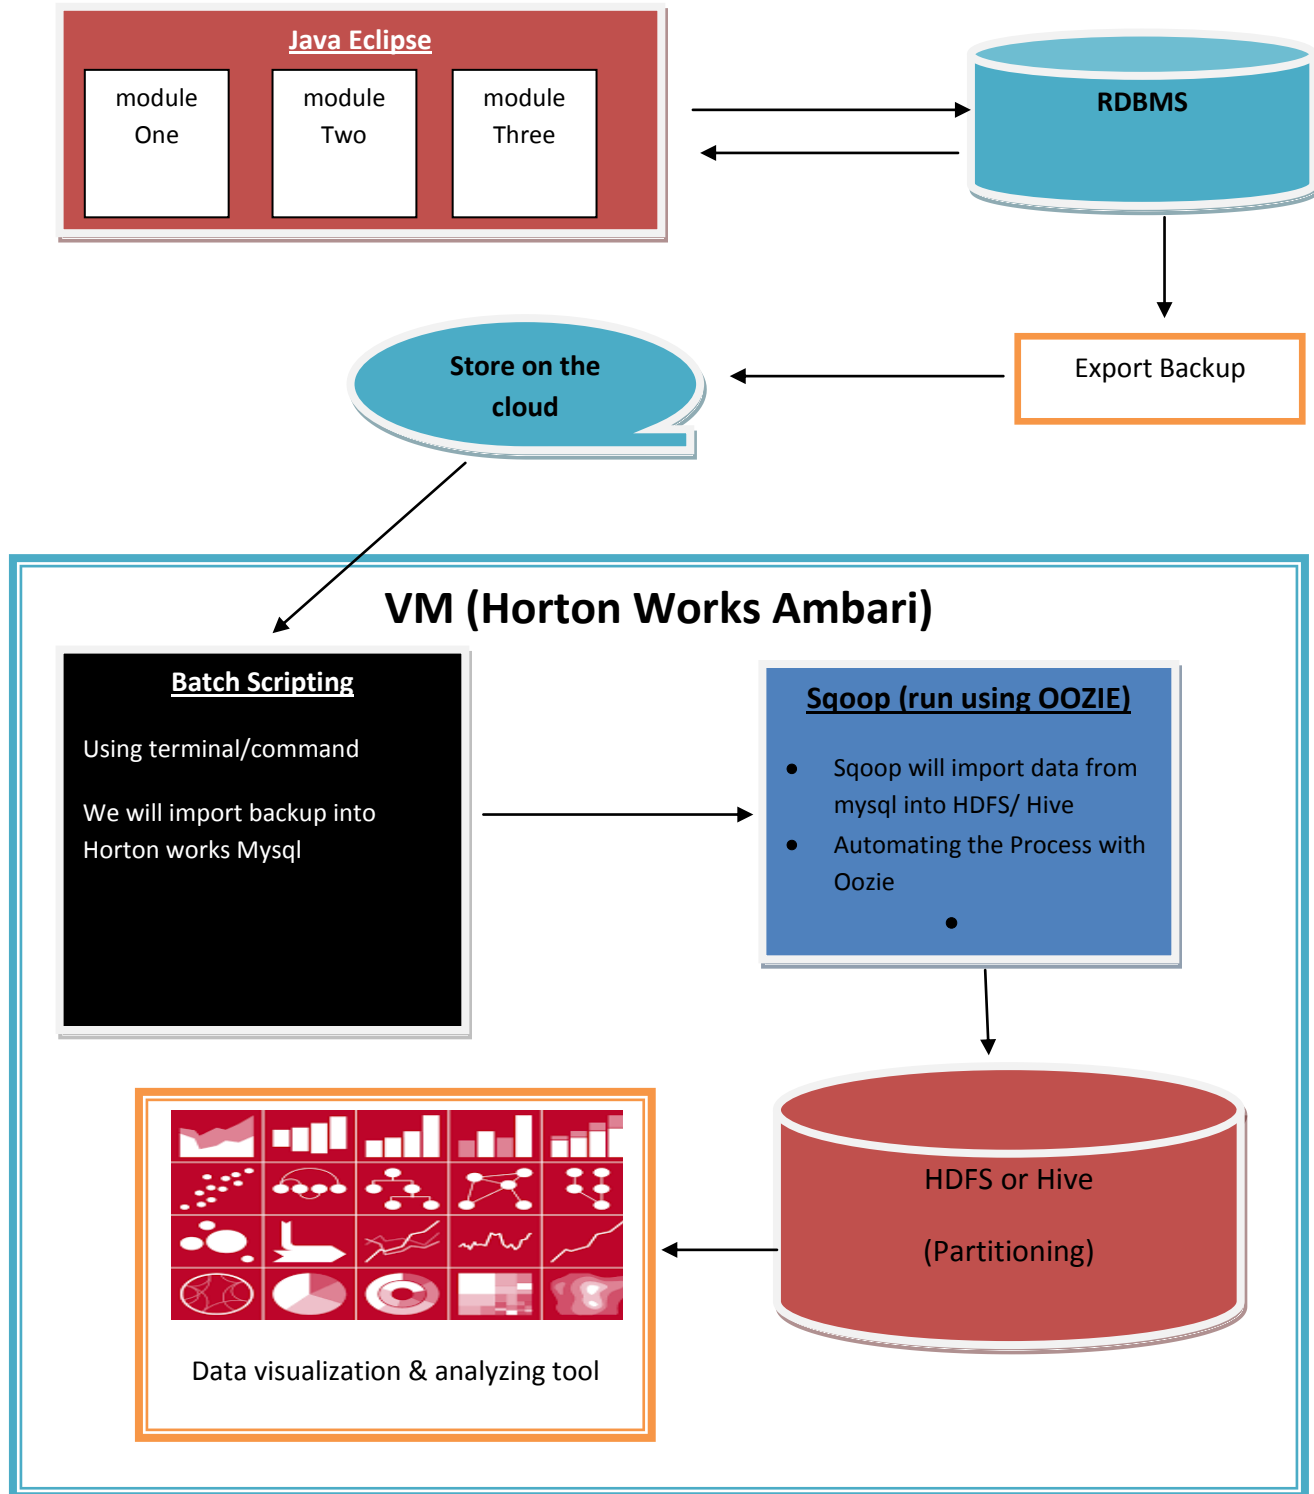 Java Eclipse
module
One
module
Two
module
Three
RDBMS
Export Backup
Store on the
cloud
VM (Horton Works Ambari)
Batch Scripting
Using terminal/command
We will import backup into
Horton works Mysql
Sqoop (run using OOZIE)
● Sqoop will import data from
mysql into HDFS/ Hive
● Automating the Process with
Oozie
●
HDFS or Hive
(Partitioning)
Data visualization & analyzing tool